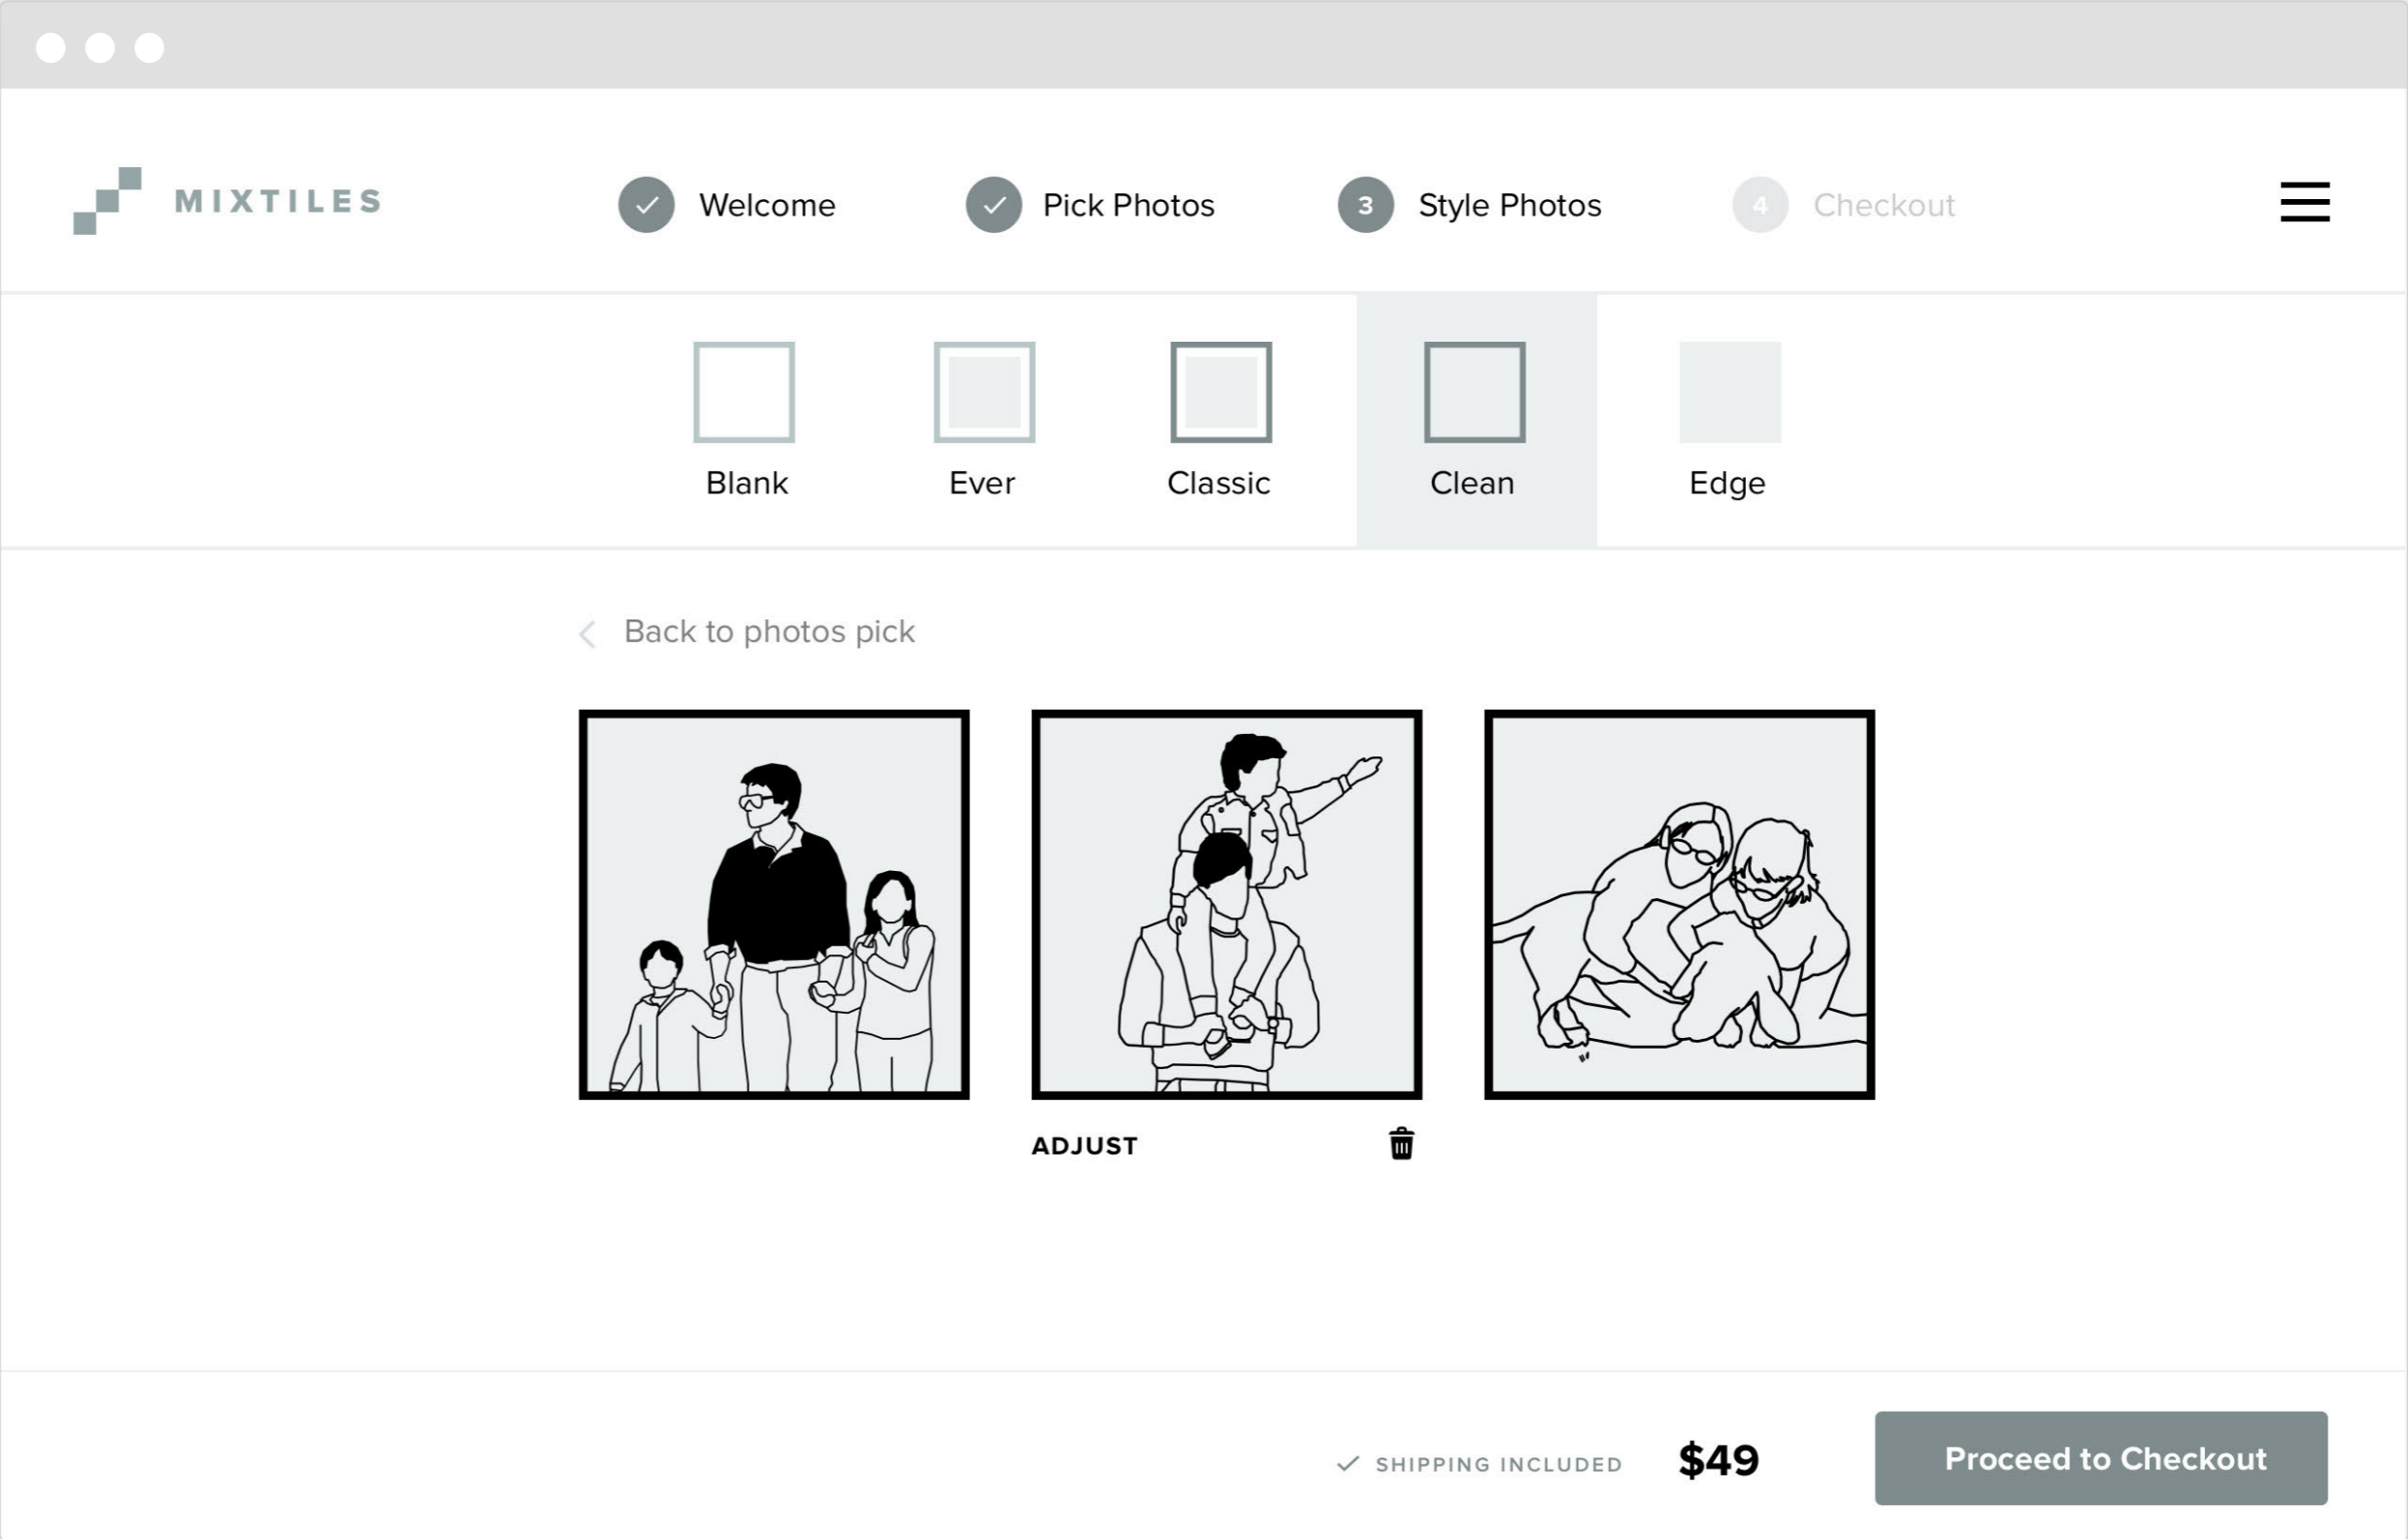 MIXTILES
Welcome
Pick Photos
3 Style Photos
4 Checkout
Blank
Ever
Classic
Clean
Edge
Back to photos pick
ADJUST
SHIPPING INCLUDED
$49
Proceed to Checkout